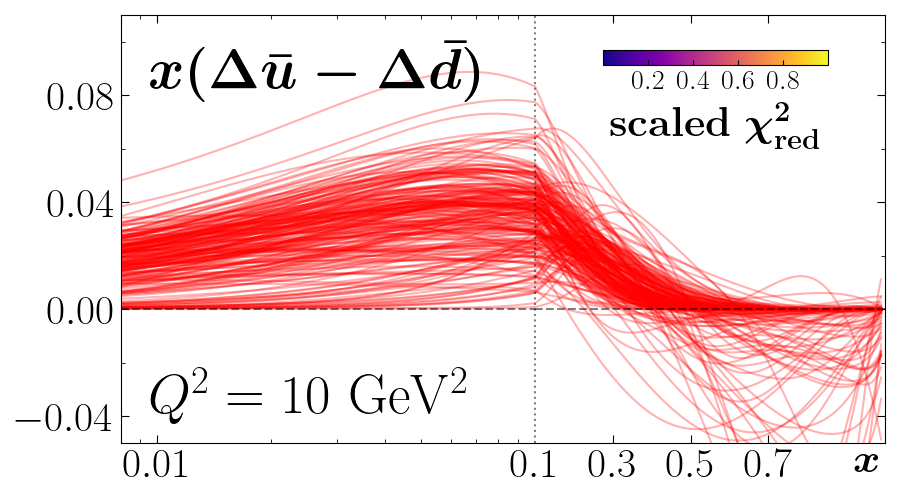 x(Δū − Δd̄)
0.2 0.4 0.6 0.8
scaled χ²_red
0.08
0.04
0.00
−0.04
Q² = 10 GeV²
0.01 0.1 0.3 0.5 0.7 x